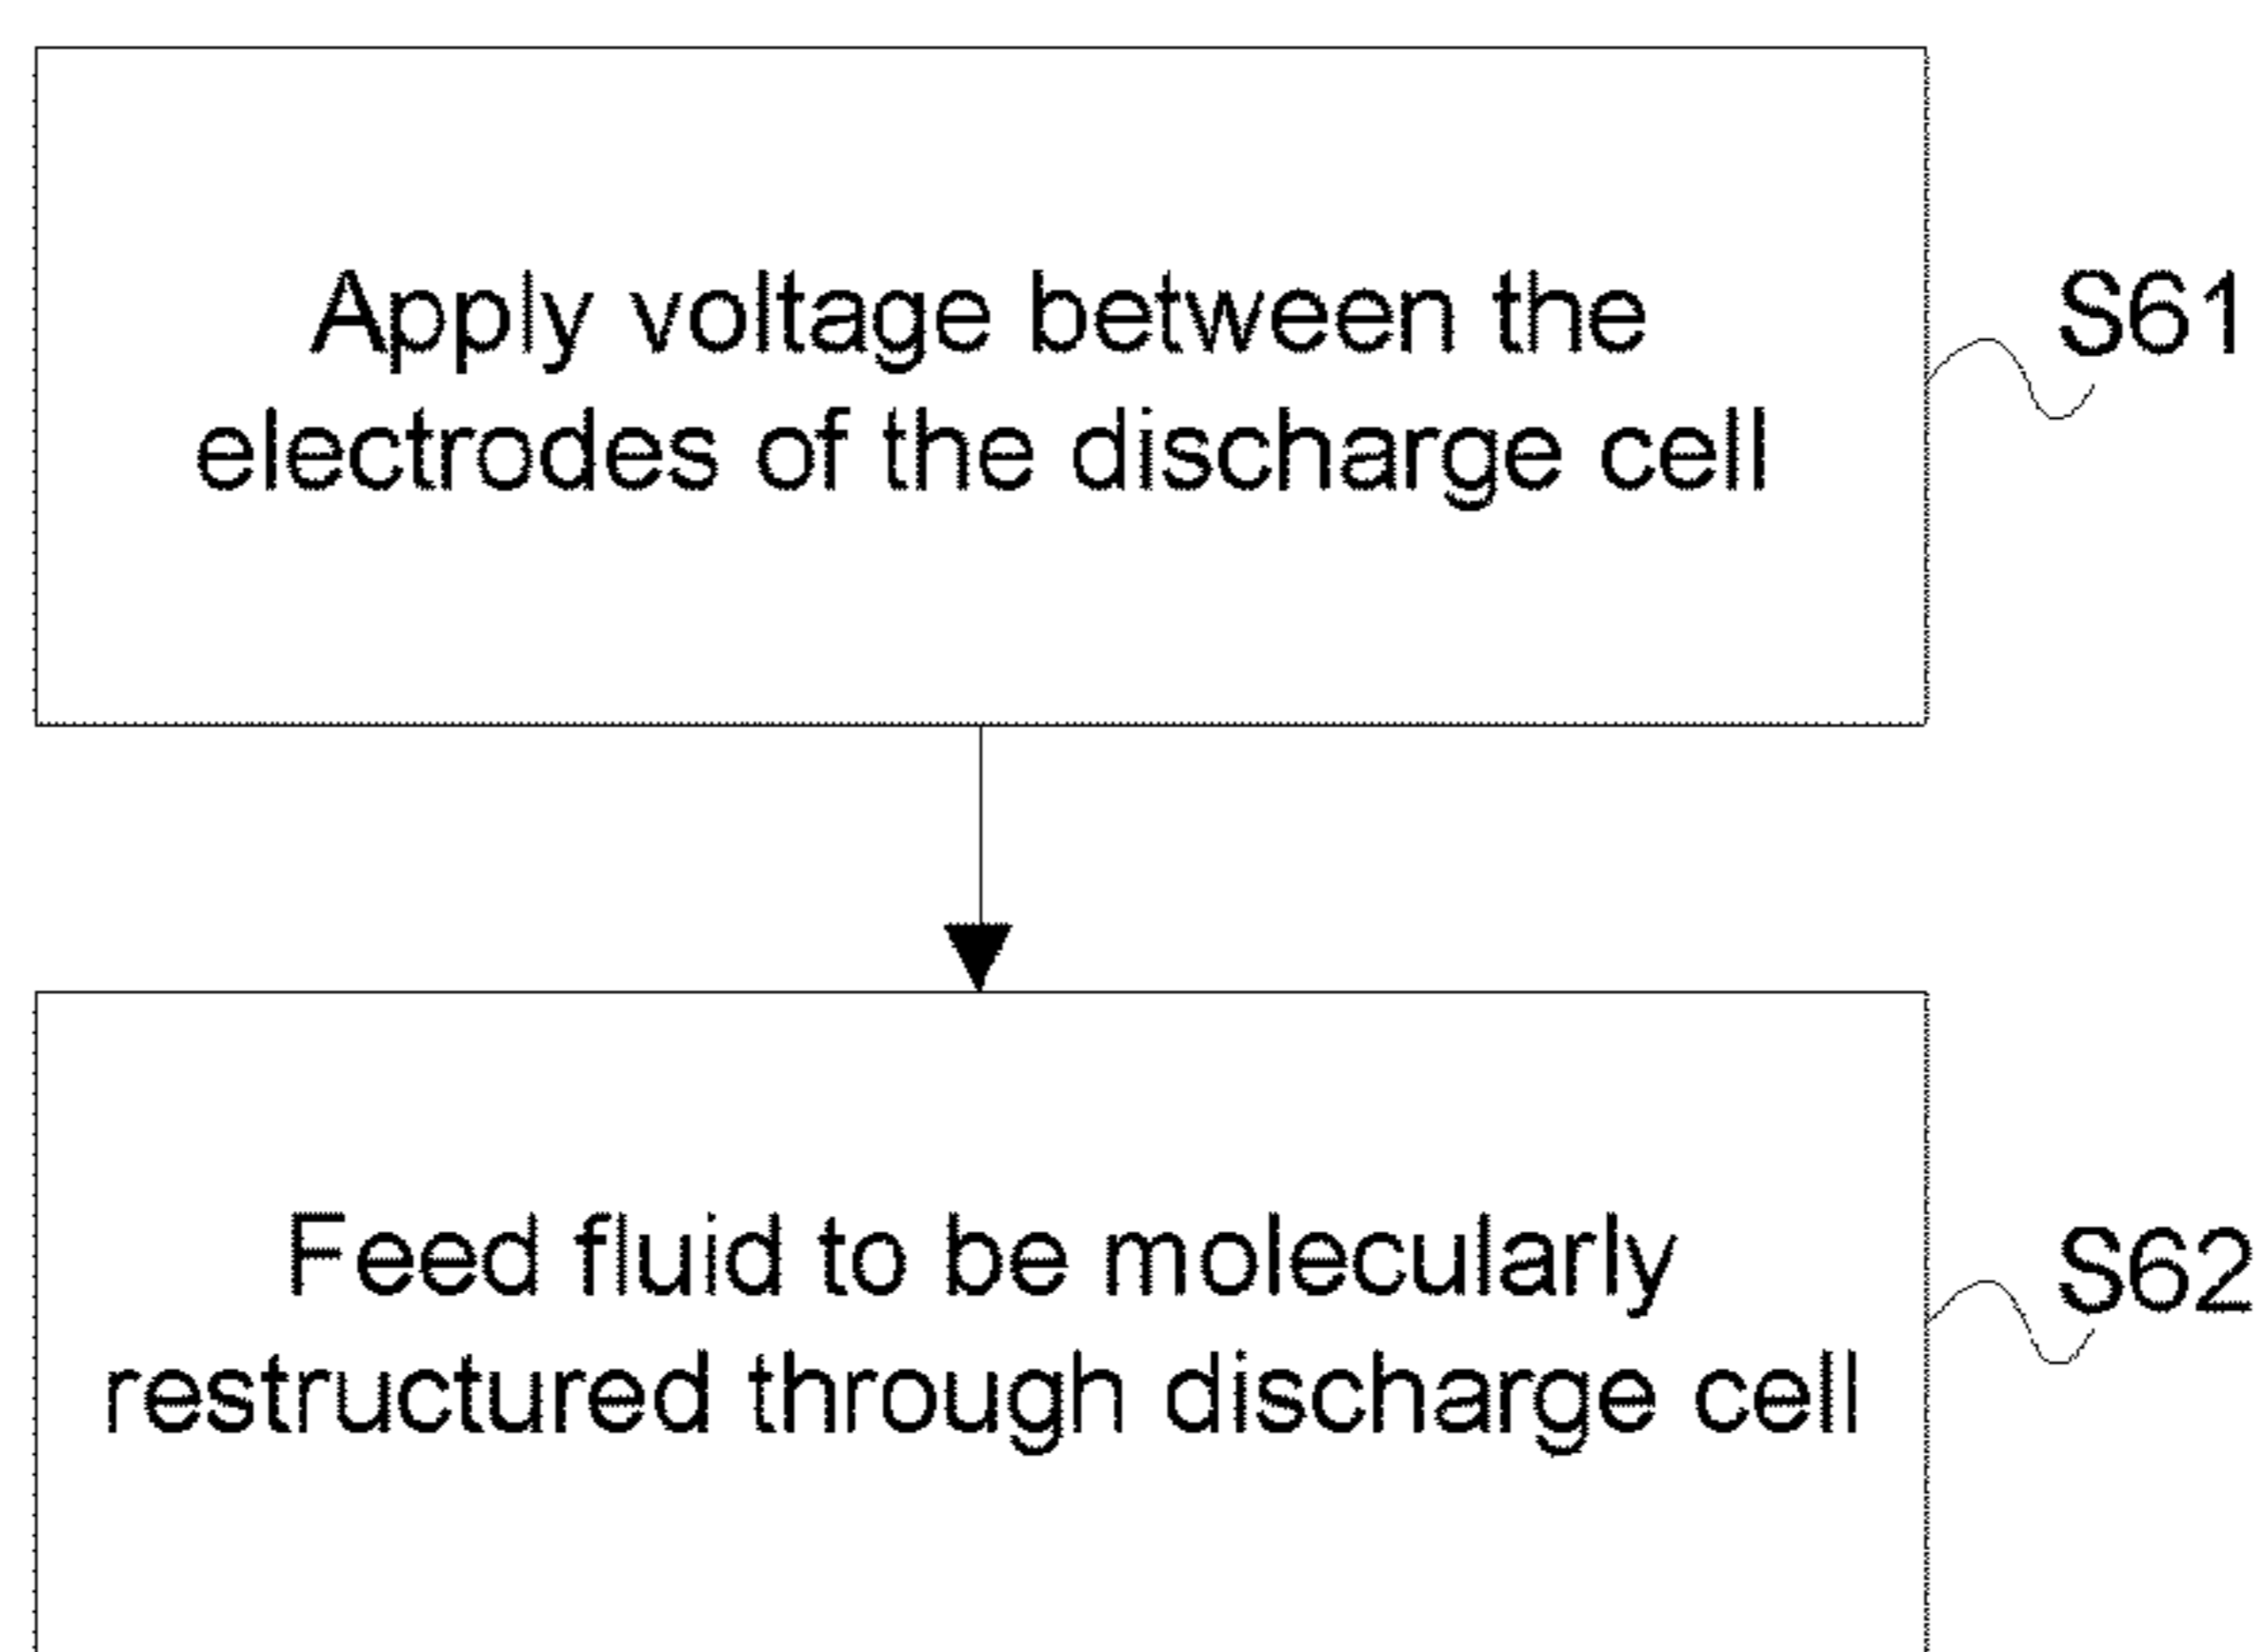 Apply voltage between the
electrodes of the discharge cell
S61
Feed fluid to be molecularly
restructured through discharge cell
S62